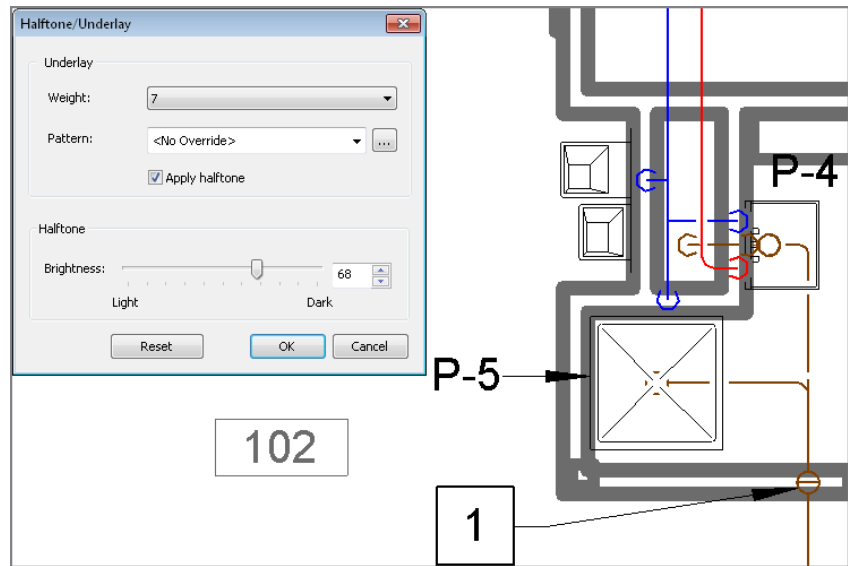 Halftone/Underlay
Underlay
Weight:
7
Pattern:
<No Override>
...
Apply halftone
Halftone
Brightness:
68
Light
Dark
Reset
OK
Cancel
P-4
P-5
102
1